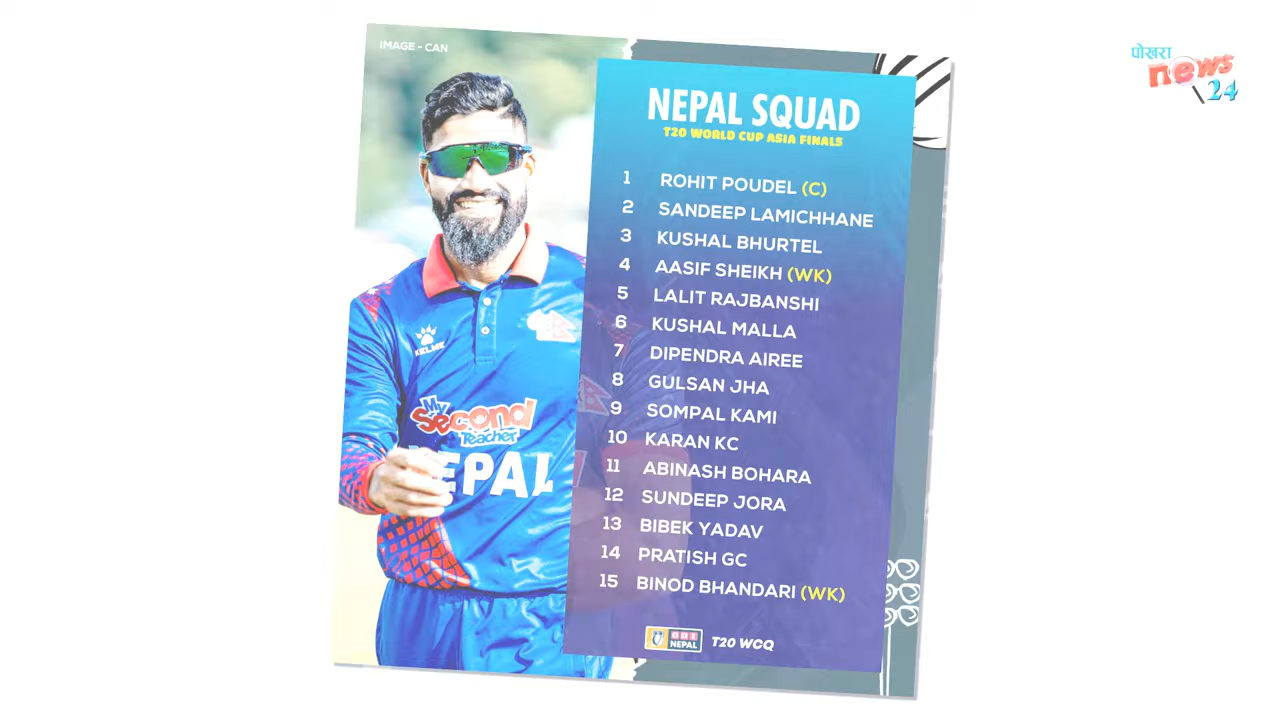 IMAGE - CAN
पोखरा
news
24
NEPAL SQUAD
T20 WORLD CUP ASIA FINALS
1 ROHIT POUDEL (C)
2 SANDEEP LAMICHHANE
3 KUSHAL BHURTEL
4 AASIF SHEIKH (WK)
5 LALIT RAJBANSHI
6 KUSHAL MALLA
7 DIPENDRA AIREE
8 GULSAN JHA
9 SOMPAL KAMI
10 KARAN KC
11 ABINASH BOHARA
12 SUNDEEP JORA
13 BIBEK YADAV
14 PRATISH GC
15 BINOD BHANDARI (WK)
KELME
My
Second
Teacher
NEPAL
ODI
NEPAL
T20 WCQ